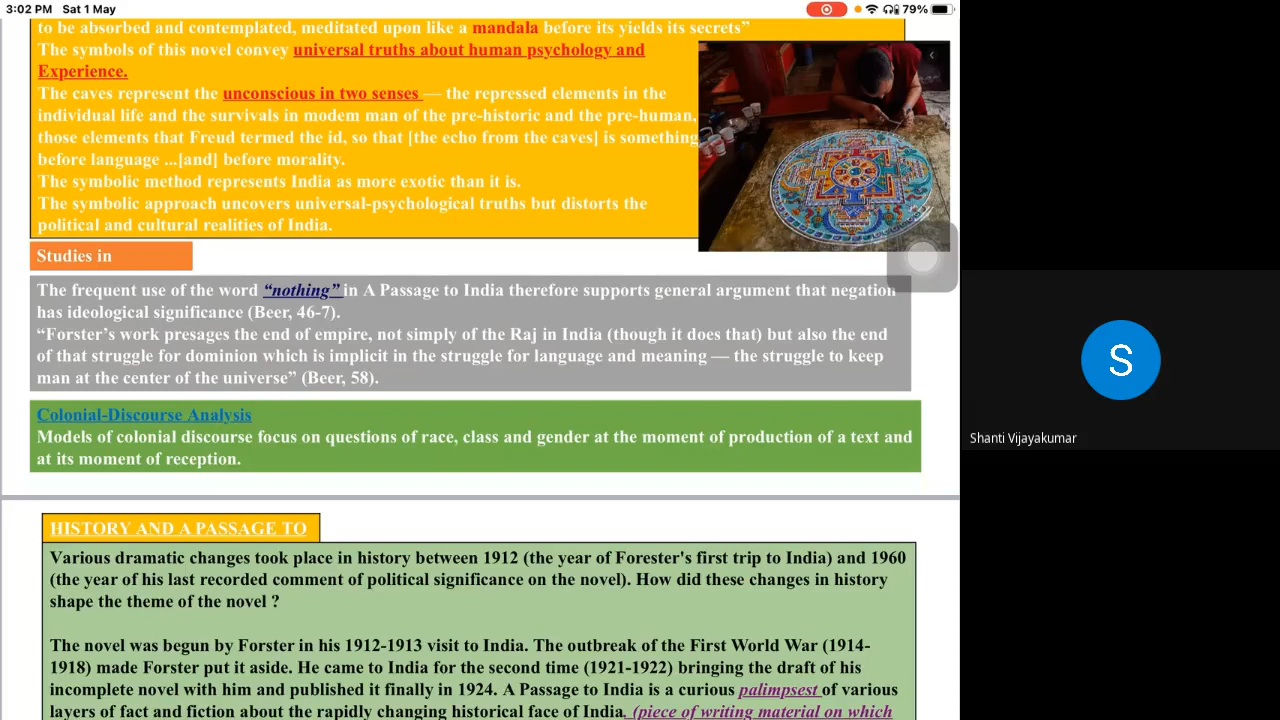 3:02 PM Sat 1 May
79%
to be absorbed and contemplated, meditated upon like a mandala before its yields its secrets”
The symbols of this novel convey universal truths about human psychology and
Experience.
The caves represent the unconscious in two senses — the repressed elements in the
individual life and the survivals in modem man of the pre-historic and the pre-human,
those elements that Freud termed the id, so that [the echo from the caves] is something
before language ...[and] before morality.
The symbolic method represents India as more exotic than it is.
The symbolic approach uncovers universal-psychological truths but distorts the
political and cultural realities of India.
Studies in
The frequent use of the word “nothing” in A Passage to India therefore supports general argument that negation
has ideological significance (Beer, 46-7).
“Forster’s work presages the end of empire, not simply of the Raj in India (though it does that) but also the end
of that struggle for dominion which is implicit in the struggle for language and meaning — the struggle to keep
man at the center of the universe” (Beer, 58).
Colonial-Discourse Analysis
Models of colonial discourse focus on questions of race, class and gender at the moment of production of a text and
at its moment of reception.
HISTORY AND A PASSAGE TO
Various dramatic changes took place in history between 1912 (the year of Forester's first trip to India) and 1960
(the year of his last recorded comment of political significance on the novel). How did these changes in history
shape the theme of the novel ?
The novel was begun by Forster in his 1912-1913 visit to India. The outbreak of the First World War (1914-
1918) made Forster put it aside. He came to India for the second time (1921-1922) bringing the draft of his
incomplete novel with him and published it finally in 1924. A Passage to India is a curious palimpsest of various
layers of fact and fiction about the rapidly changing historical face of India. (piece of writing material on which
S
Shanti Vijayakumar